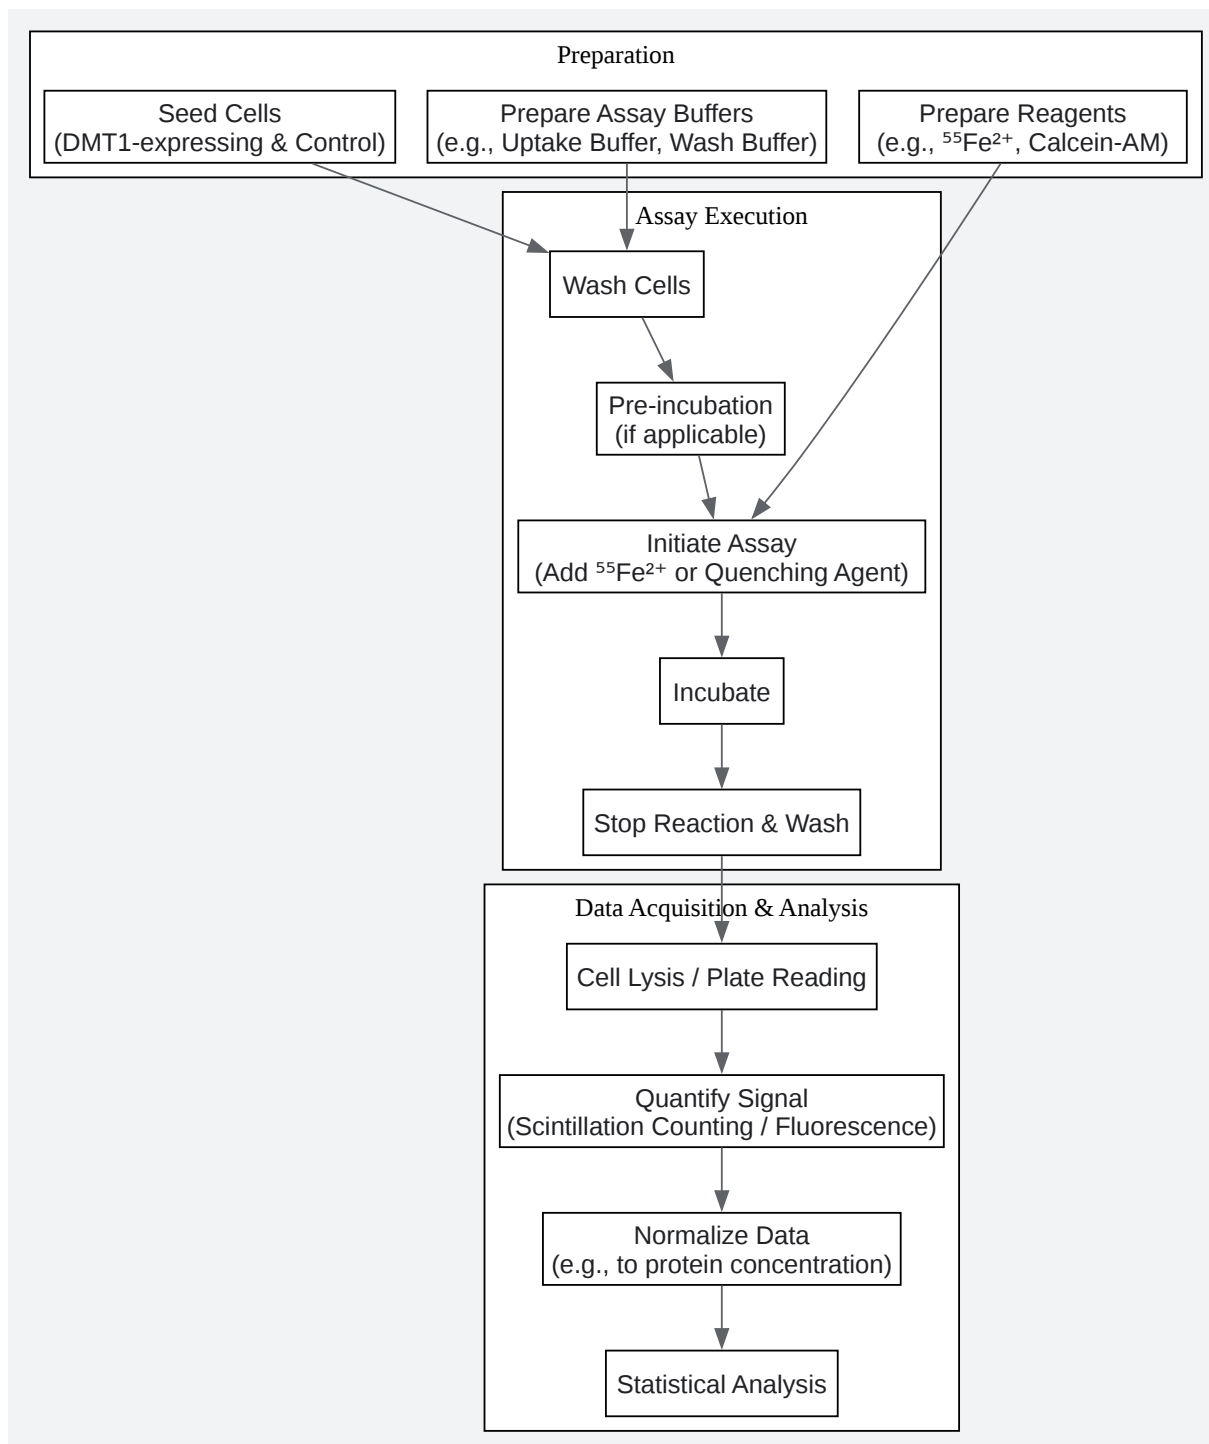 Preparation
Seed Cells
(DMT1-expressing & Control)
Prepare Assay Buffers
(e.g., Uptake Buffer, Wash Buffer)
Prepare Reagents
(e.g., ⁵⁵Fe²⁺, Calcein-AM)
Assay Execution
Wash Cells
Pre-incubation
(if applicable)
Initiate Assay
(Add ⁵⁵Fe²⁺ or Quenching Agent)
Incubate
Stop Reaction & Wash
Data Acquisition & Analysis
Cell Lysis / Plate Reading
Quantify Signal
(Scintillation Counting / Fluorescence)
Normalize Data
(e.g., to protein concentration)
Statistical Analysis